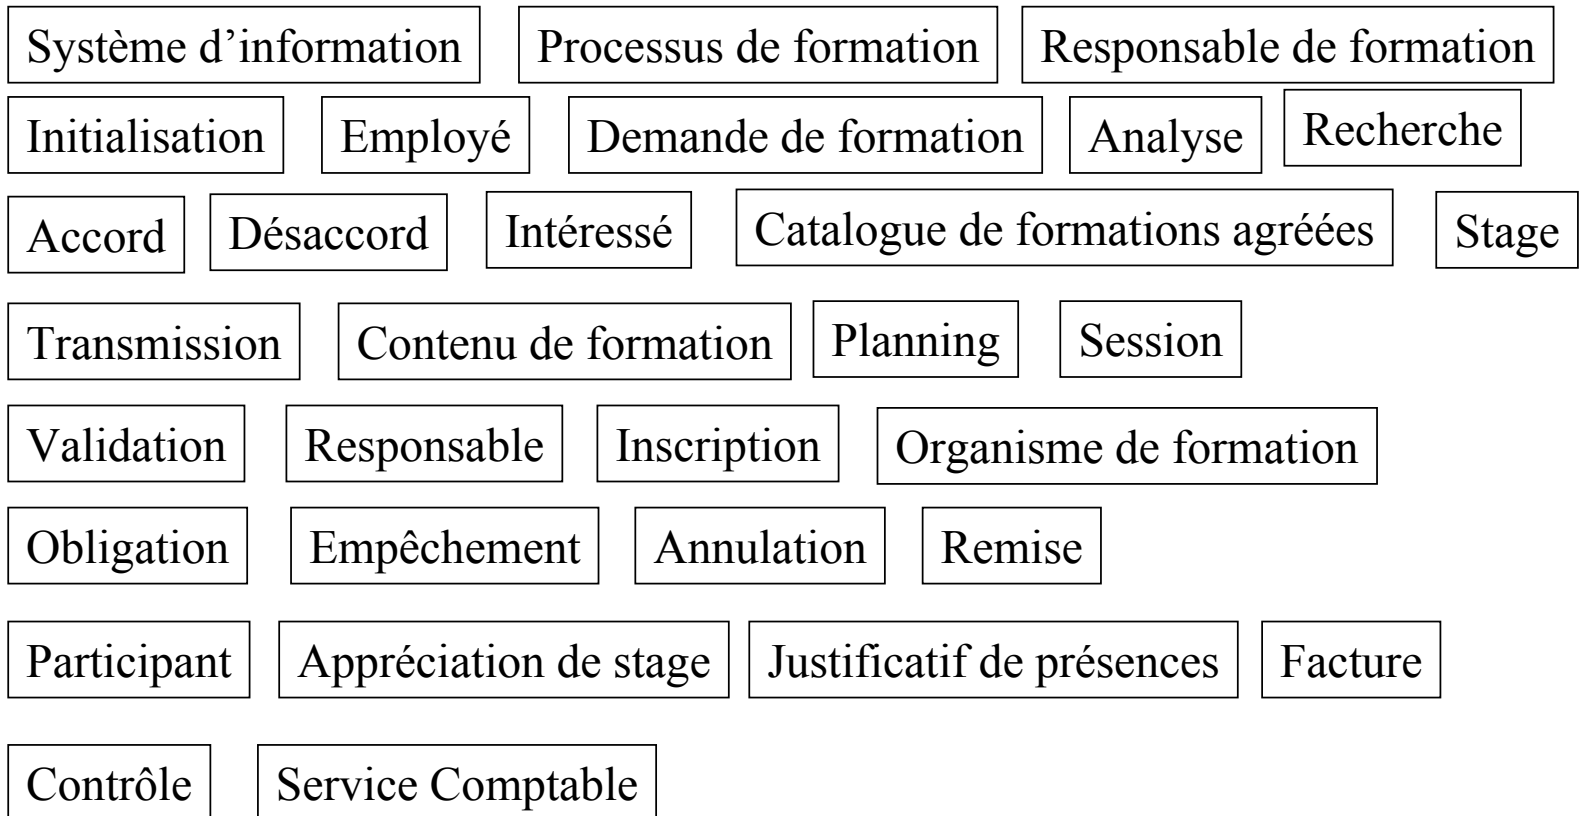 Système d’information Processus de formation Responsable de formation
Initialisation Employé Demande de formation Analyse Recherche
Accord Désaccord Intéressé Catalogue de formations agréées Stage
Transmission Contenu de formation Planning Session
Validation Responsable Inscription Organisme de formation
Obligation Empêchement Annulation Remise
Participant Appréciation de stage Justificatif de présences Facture
Contrôle Service Comptable